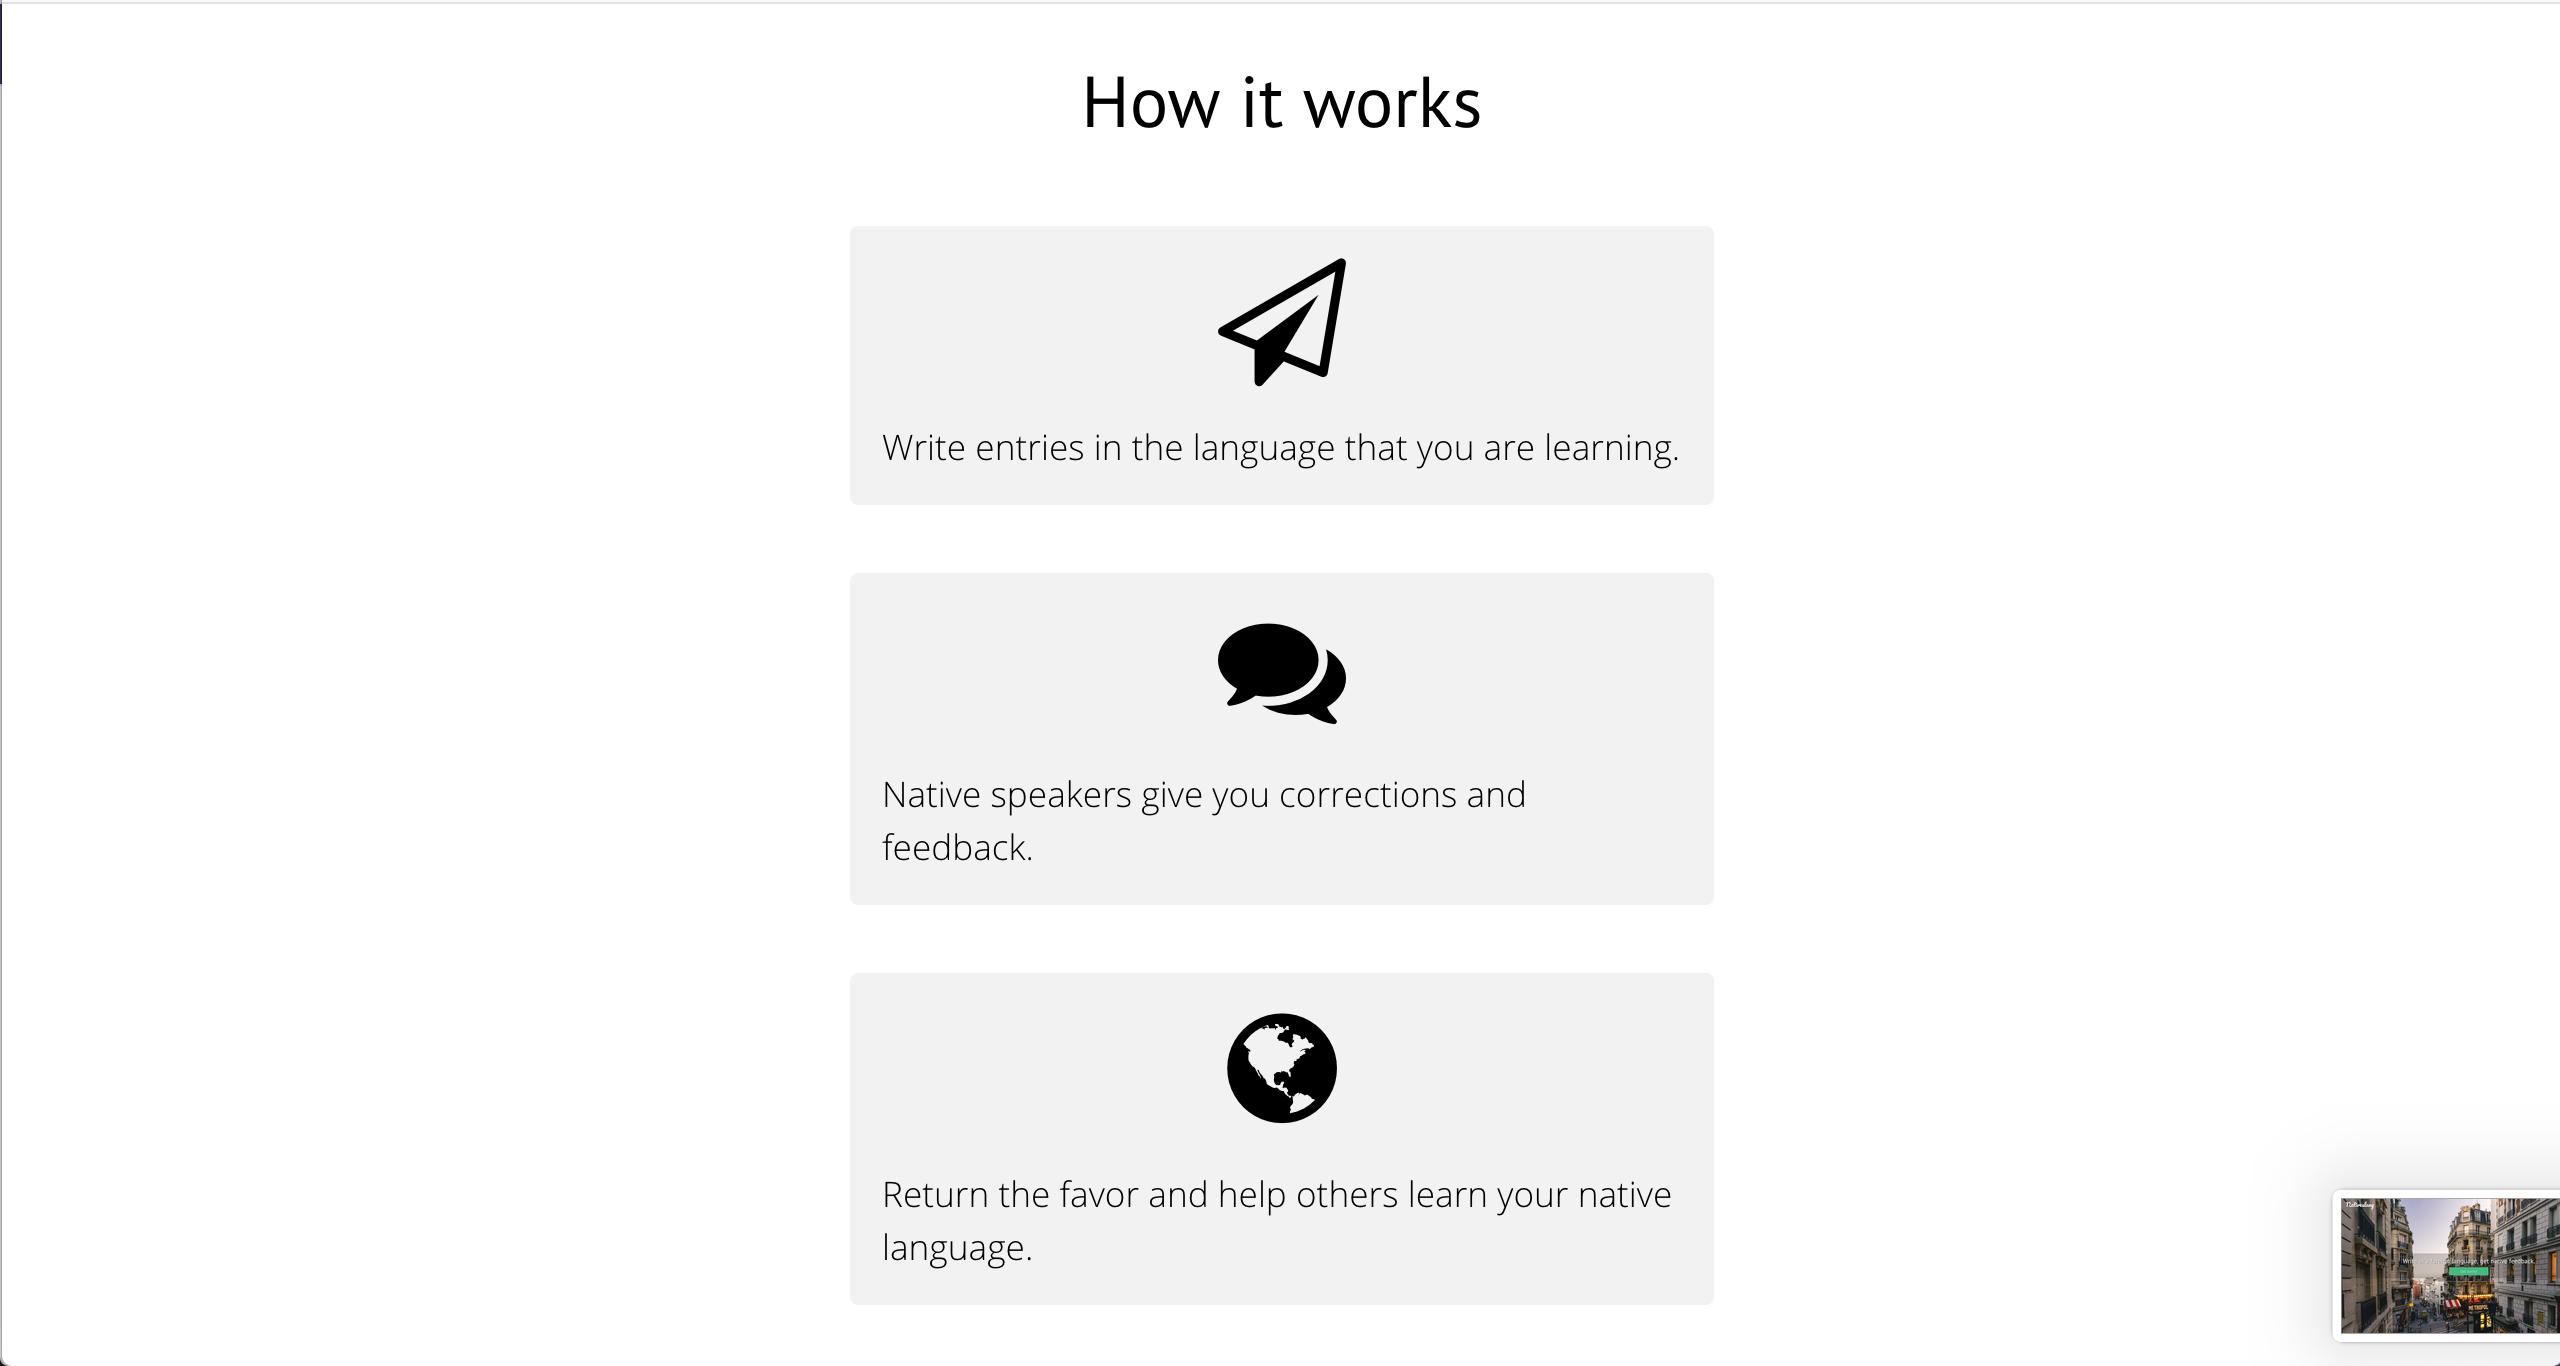 How it works
Write entries in the language that you are learning.
Native speakers give you corrections and
feedback.
Return the favor and help others learn your native
language.